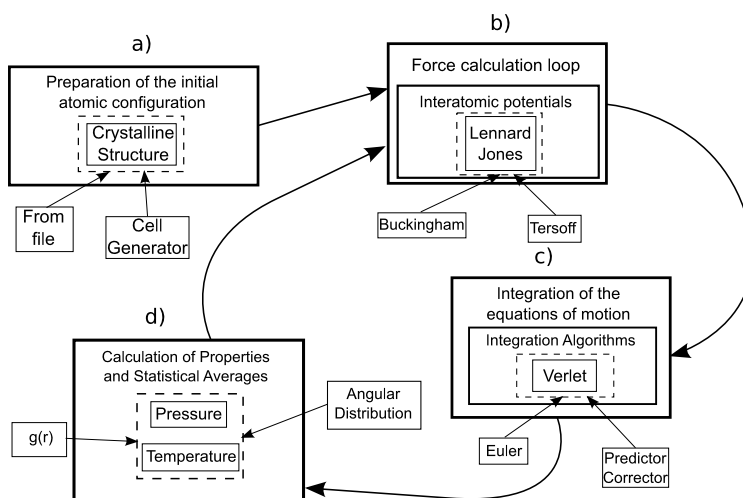 a)
Preparation of the initial
atomic configuration
Crystalline
Structure
From
file
Cell
Generator
b)
Force calculation loop
Interatomic potentials
Lennard
Jones
Buckingham
Tersoff
c)
Integration of the
equations of motion
Integration Algorithms
Verlet
Euler
Predictor
Corrector
d)
Calculation of Properties
and Statistical Averages
Pressure
Temperature
g(r)
Angular
Distribution